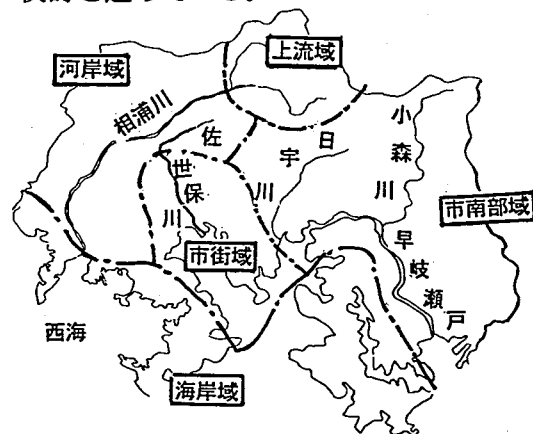 上流域
河岸域
相浦川
佐世保川
日宇川
小森川
市南部域
早岐瀬戸
市街域
西海
海岸域